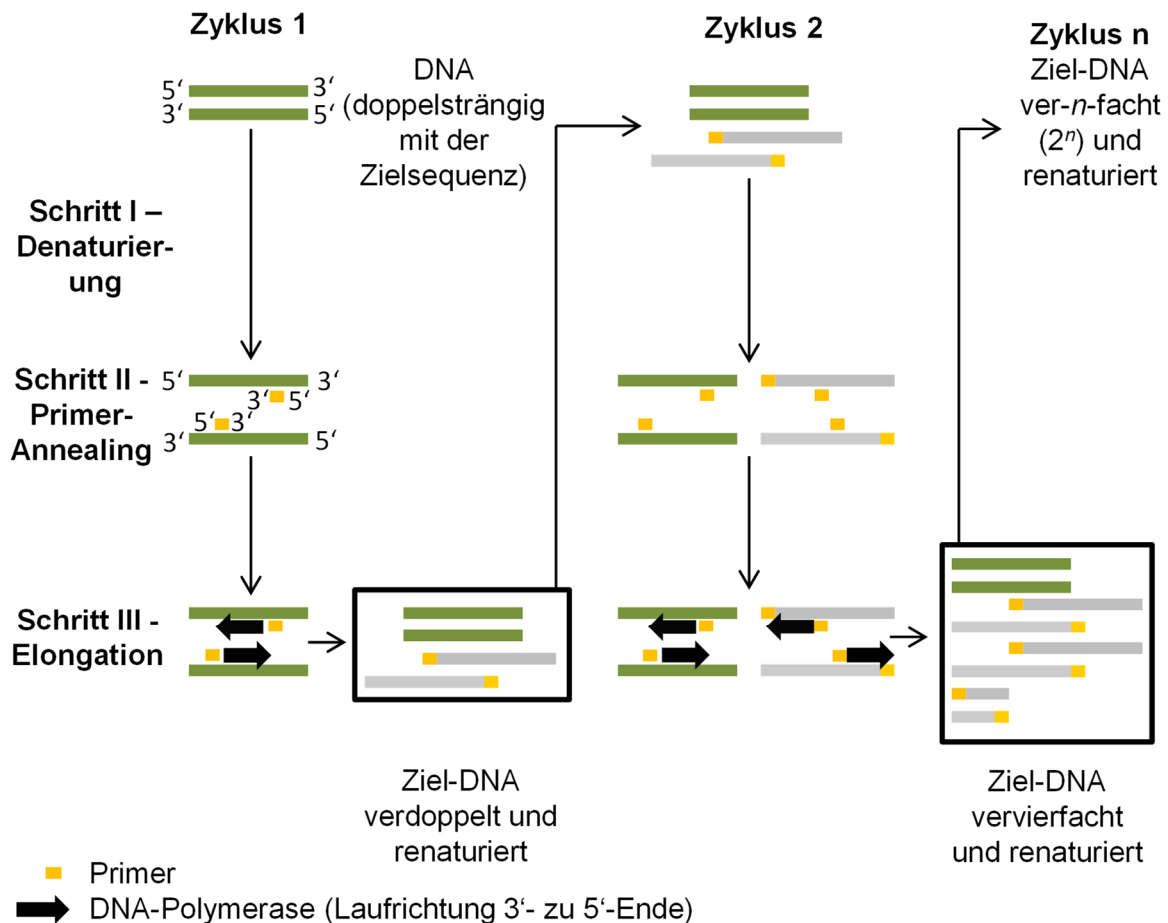 Zyklus 1
5‘ 3‘
3‘ 5‘
DNA
(doppelsträngig
mit der
Zielsequenz)
Zyklus 2
Zyklus n
Ziel-DNA
ver-n-facht
(2ⁿ) und
renaturiert
Schritt I –
Denaturier-
ung
Schritt II -
Primer-
Annealing
5‘ 3‘
3‘ 5‘
5‘ 3‘
3‘ 5‘
Schritt III -
Elongation
Ziel-DNA
verdoppelt und
renaturiert
Ziel-DNA
vervierfacht
und renaturiert
Primer
DNA-Polymerase (Laufrichtung 3‘- zu 5‘-Ende)